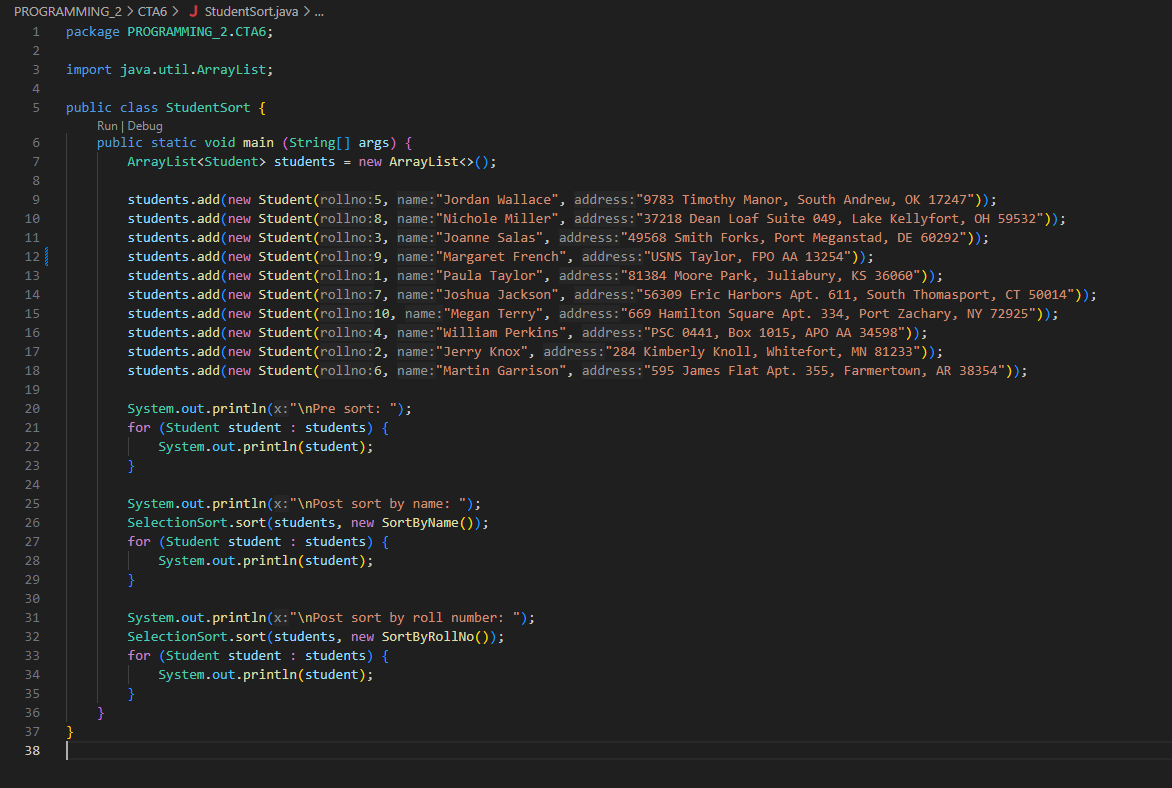 PROGRAMMING_2 > CTA6 > J StudentSort.java > ...
1 package PROGRAMMING_2.CTA6;
2
3 import java.util.ArrayList;
4
5 public class StudentSort {
Run | Debug
6 public static void main (String[] args) {
7 ArrayList<Student> students = new ArrayList<>();
8
9 students.add(new Student(rollno:5, name:"Jordan Wallace", address:"9783 Timothy Manor, South Andrew, OK 17247"));
10 students.add(new Student(rollno:8, name:"Nichole Miller", address:"37218 Dean Loaf Suite 049, Lake Kellyfort, OH 59532"));
11 students.add(new Student(rollno:3, name:"Joanne Salas", address:"49568 Smith Forks, Port Meganstad, DE 60292"));
12 students.add(new Student(rollno:9, name:"Margaret French", address:"USNS Taylor, FPO AA 13254"));
13 students.add(new Student(rollno:1, name:"Paula Taylor", address:"81384 Moore Park, Juliabury, KS 36060"));
14 students.add(new Student(rollno:7, name:"Joshua Jackson", address:"56309 Eric Harbors Apt. 611, South Thomasport, CT 50014"));
15 students.add(new Student(rollno:10, name:"Megan Terry", address:"669 Hamilton Square Apt. 334, Port Zachary, NY 72925"));
16 students.add(new Student(rollno:4, name:"William Perkins", address:"PSC 0441, Box 1015, APO AA 34598"));
17 students.add(new Student(rollno:2, name:"Jerry Knox", address:"284 Kimberly Knoll, Whitefort, MN 81233"));
18 students.add(new Student(rollno:6, name:"Martin Garrison", address:"595 James Flat Apt. 355, Farmertown, AR 38354"));
19
20 System.out.println(x:"\nPre sort: ");
21 for (Student student : students) {
22 System.out.println(student);
23 }
24
25 System.out.println(x:"\nPost sort by name: ");
26 SelectionSort.sort(students, new SortByName());
27 for (Student student : students) {
28 System.out.println(student);
29 }
30
31 System.out.println(x:"\nPost sort by roll number: ");
32 SelectionSort.sort(students, new SortByRollNo());
33 for (Student student : students) {
34 System.out.println(student);
35 }
36 }
37 }
38